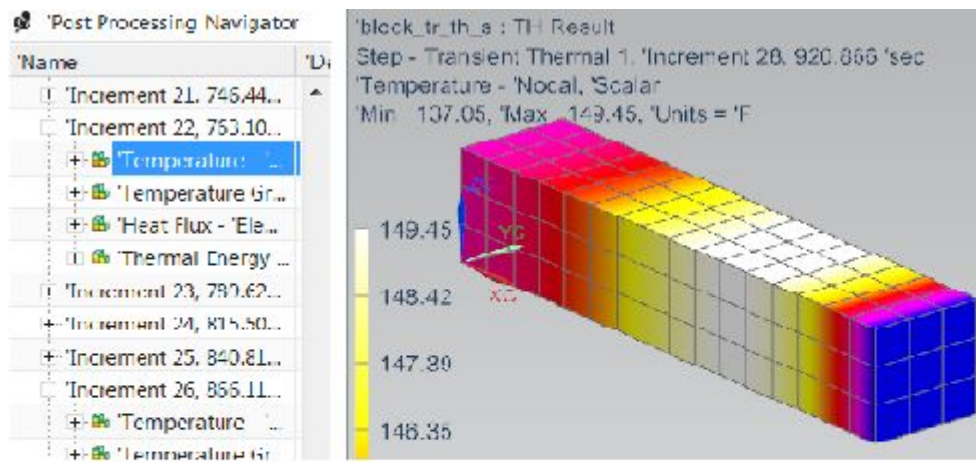 'Post Processing Navigator
'Name
'Increment 21, 746.44...
'Increment 22, 763.10...
'Temperature - '...
'Temperature Gr...
'Heat Flux - 'Ele...
'Thermal Energy ...
'Increment 23, 789.62...
'Increment 24, 815.50...
'Increment 25, 840.81...
'Increment 26, 866.11...
'Temperature - '...
'Temperature Gr...
'block_tr_th_s : TH Result
Step - Transient Thermal 1, 'Increment 28, 920.866 'sec
'Temperature - 'Nodal, 'Scalar
'Min 137.05, 'Max 149.45, 'Units = 'F
149.45
148.42
YC
XC
146.35